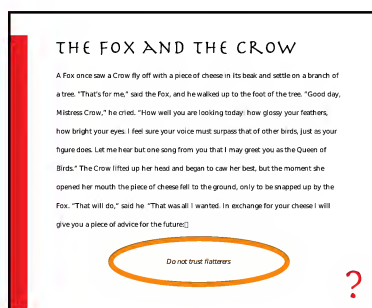 THE FOX AND THE CROW
A Fox once saw a Crow fly off with a piece of cheese in its beak and settle on a branch of
a tree. "That's for me," said the Fox, and he walked up to the foot of the tree. "Good day,
Mistress Crow," he cried. "How well you are looking today: how glossy your feathers,
how bright your eyes. I feel sure your voice must surpass that of other birds, just as your
figure does. Let me hear but one song from you that I may greet you as the Queen of
Birds." The Crow lifted up her head and began to caw her best, but the moment she
opened her mouth the piece of cheese fell to the ground, only to be snapped up by the
Fox. "That will do," said he "That was all I wanted. In exchange for your cheese I will
give you a piece of advice for the future:
Do not trust flatterers
?